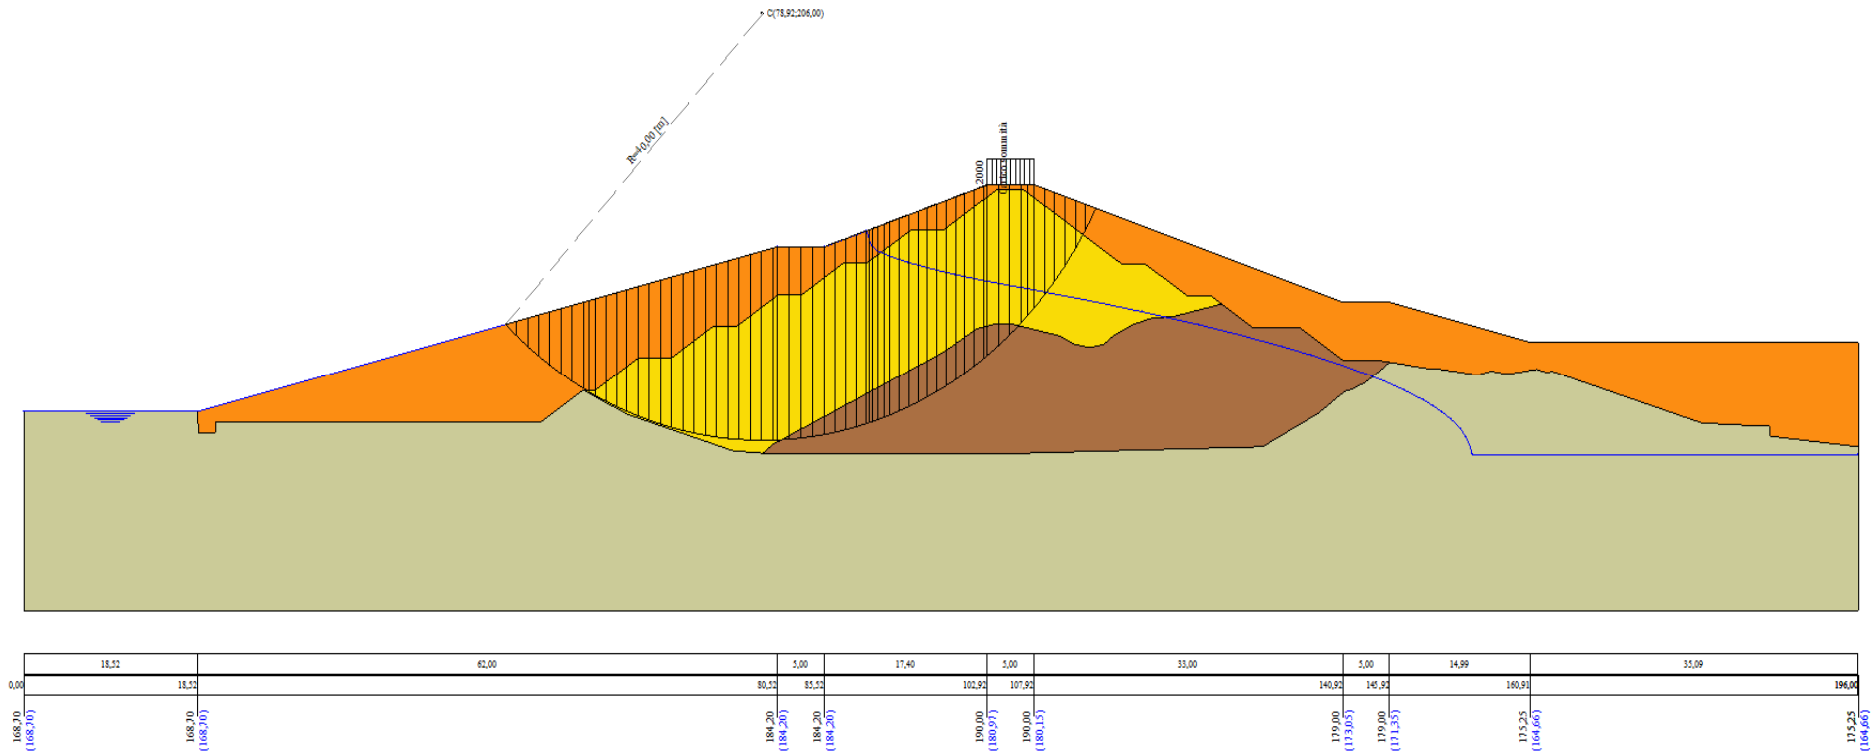 C(78,92;206,00)
R=40,00 [m]
2000
18,52 62,00 5,00 17,40 5,00 33,00 5,00 14,99 35,09
0,00 18,52 80,52 85,52 102,92 107,92 140,92 145,92 160,91 196,00
168,70 168,70 184,20 184,20 190,00 190,00 179,00 179,00 175,25 175,25
(168,70) (168,70) (184,20) (184,20) (180,97) (180,15) (173,05) (171,35) (164,66) (164,66)